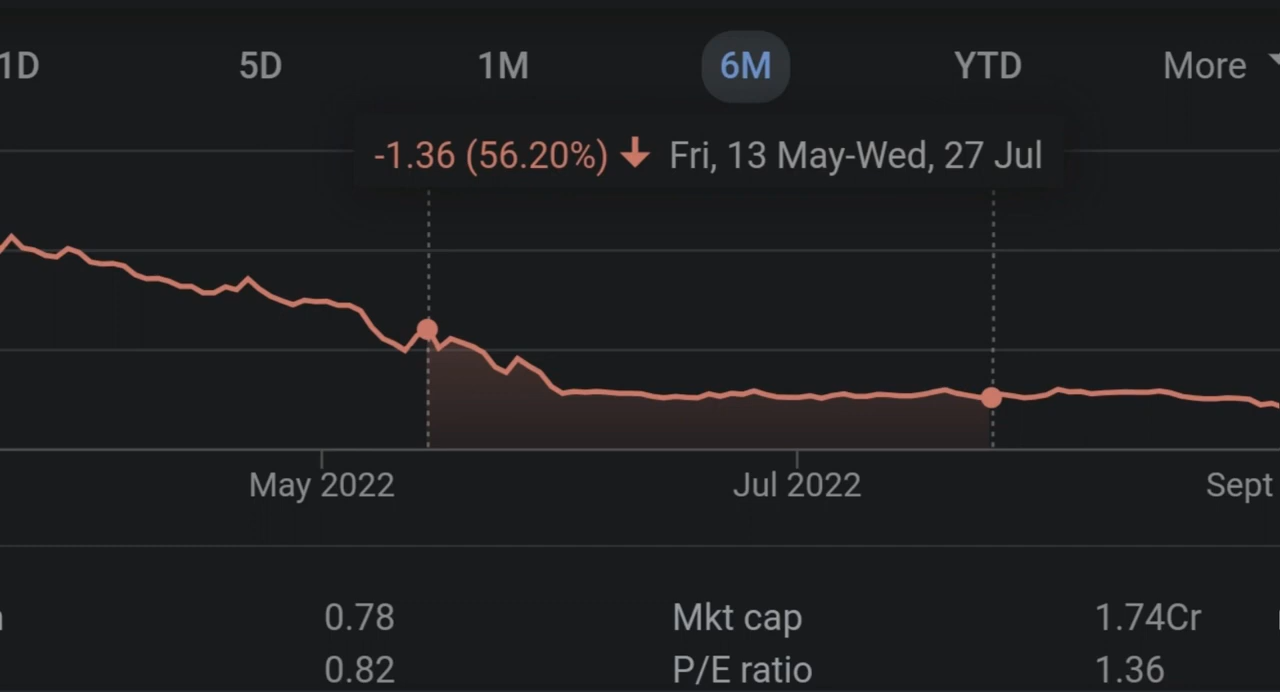 1D 5D 1M 6M YTD More
-1.36 (56.20%) Fri, 13 May-Wed, 27 Jul
May 2022 Jul 2022 Sept
0.78 Mkt cap 1.74Cr
0.82 P/E ratio 1.36